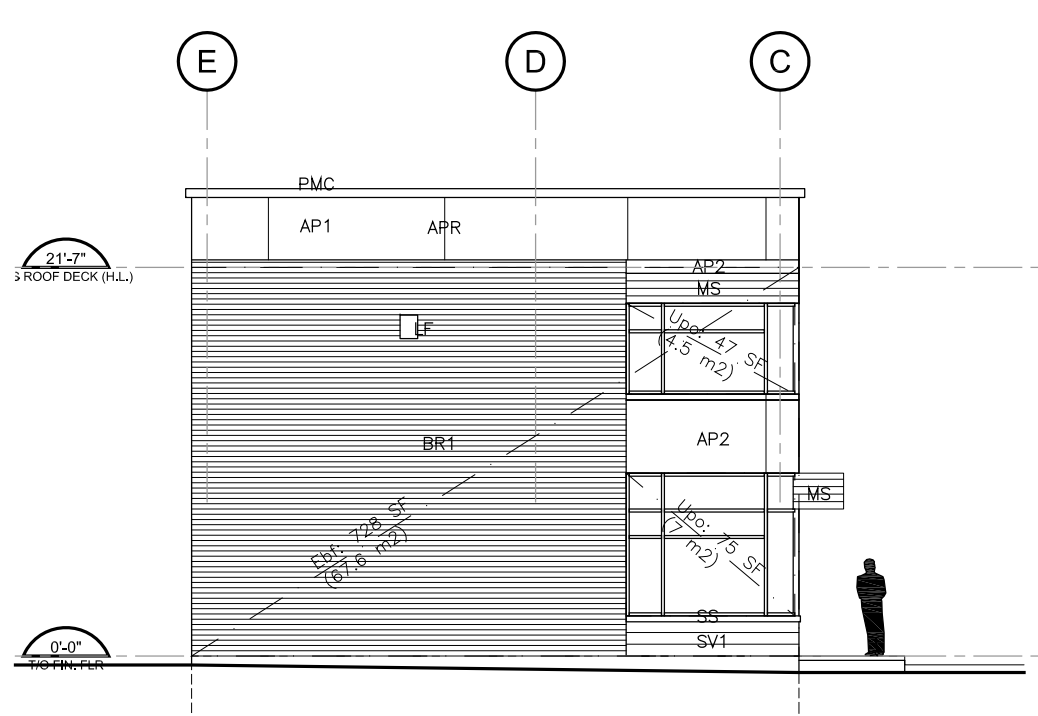 E
D
C
PMC
AP1
APR
21'-7"
S ROOF DECK (H.L.)
AP2
MS
LF
Upo: 47 SF
(4.5 m2)
BR1
AP2
MS
Ebf: 728 SF
(67.6 m2)
Upo: 75 SF
(7 m2)
SS
SV1
0'-0"
T/O FIN. FLR